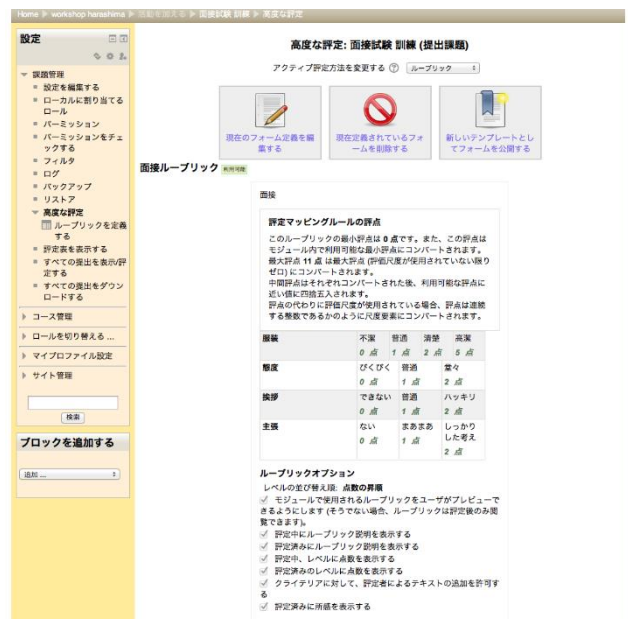 Home ▶ workshop harashima ▶ 活動を加える ▶ 面接試験 訓練 ▶ 高度な評定
設定
課題管理
設定を編集する
ローカルに割り当てる
ロール
パーミッション
パーミッションをチェ
ックする
フィルタ
ログ
バックアップ
リストア
高度な評定
ルーブリックを定義
する
評定表を表示する
すべての提出を表示/評
定する
すべての提出をダウン
ロードする
コース管理
ロールを切り替える ...
マイプロファイル設定
サイト管理
検索
ブロックを追加する
追加 ...
高度な評定: 面接試験 訓練 (提出課題)
アクティブ評定方法を変更する ? ルーブリック
現在のフォーム定義を編
集する
現在定義されているフォ
ームを削除する
新しいテンプレートとし
てフォームを公開する
面接ルーブリック 利用可能
面接
評定マッピングルールの評点
このルーブリックの最小評点は 0 点です。また、この評点は
モジュール内で利用可能な最小評点にコンバートされます。
最大評点 11 点 は最大評点 (評価尺度が使用されていない限り
ゼロ) にコンバートされます。
中間評点はそれぞれコンバートされた後、利用可能な評点に
近い値に四捨五入されます。
評点の代わりに評価尺度が使用されている場合、評点は連続
する整数であるかのように尺度要素にコンバートされます。
服装 不潔 普通 清楚 高潔
0 点 1 点 2 点 5 点
態度 びくびく 普通 堂々
0 点 1 点 2 点
挨拶 できない 普通 ハッキリ
0 点 1 点 2 点
主張 ない まあまあ しっかり
した考え
0 点 1 点 2 点
ルーブリックオプション
レベルの並び替え順: 点数の昇順
モジュールで使用されるルーブリックをユーザがプレビューで
きるようにします (そうでない場合、ルーブリックは評定後のみ閲
覧できます)。
評定中にルーブリック説明を表示する
評定済みにルーブリック説明を表示する
評定中、レベルに点数を表示する
評定済みのレベルに点数を表示する
クライテリアに対して、評定者によるテキストの追加を許可す
る
評定済みに所感を表示する